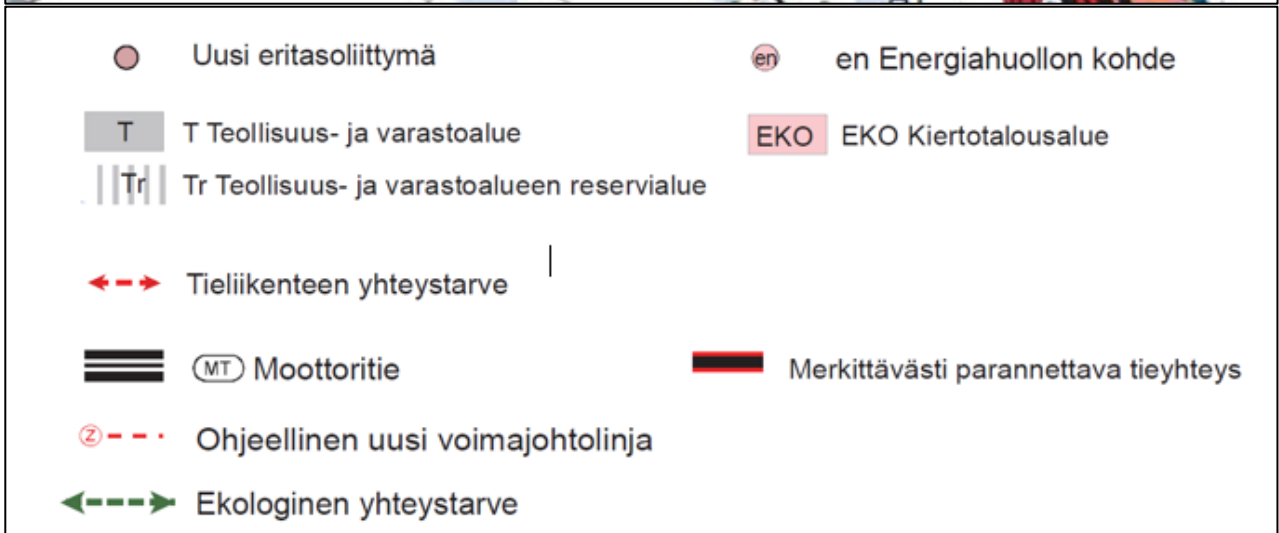 Uusi eritasoliittymä
en en Energiahuollon kohde
T T Teollisuus- ja varastoalue
EKO EKO Kiertotalousalue
Tr Tr Teollisuus- ja varastoalueen reservialue
Tieliikenteen yhteystarve
MT Moottoritie
Merkittävästi parannettava tieyhteys
Z Ohjeellinen uusi voimajohtolinja
Ekologinen yhteystarve